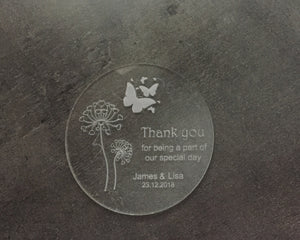 Thank you
for being a part of
our special day
James & Lisa
23.12.2018